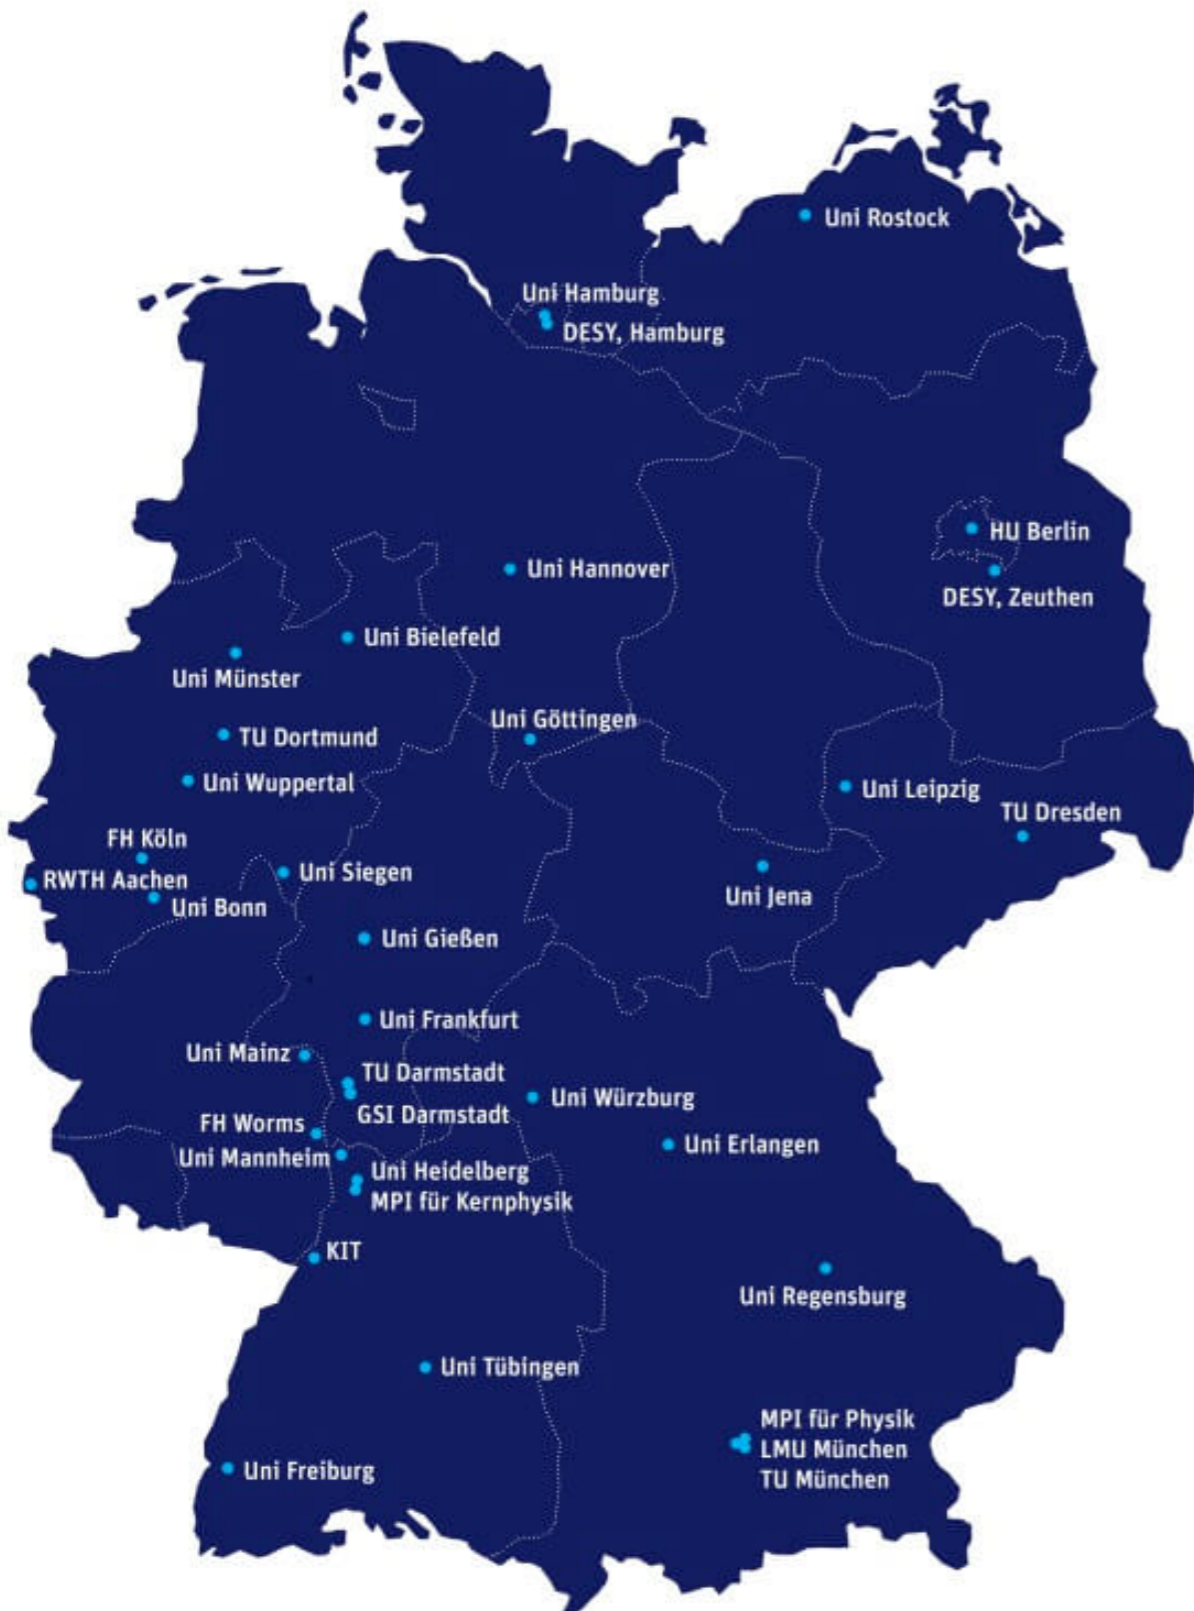 Uni Rostock
Uni Hamburg
DESY, Hamburg
HU Berlin
Uni Hannover
DESY, Zeuthen
Uni Bielefeld
Uni Münster
Uni Göttingen
TU Dortmund
Uni Wuppertal
Uni Leipzig
TU Dresden
FH Köln
Uni Siegen
RWTH Aachen
Uni Jena
Uni Bonn
Uni Gießen
Uni Frankfurt
Uni Mainz
TU Darmstadt
Uni Würzburg
GSI Darmstadt
FH Worms
Uni Erlangen
Uni Mannheim
Uni Heidelberg
MPI für Kernphysik
KIT
Uni Regensburg
Uni Tübingen
MPI für Physik
LMU München
Uni Freiburg
TU München